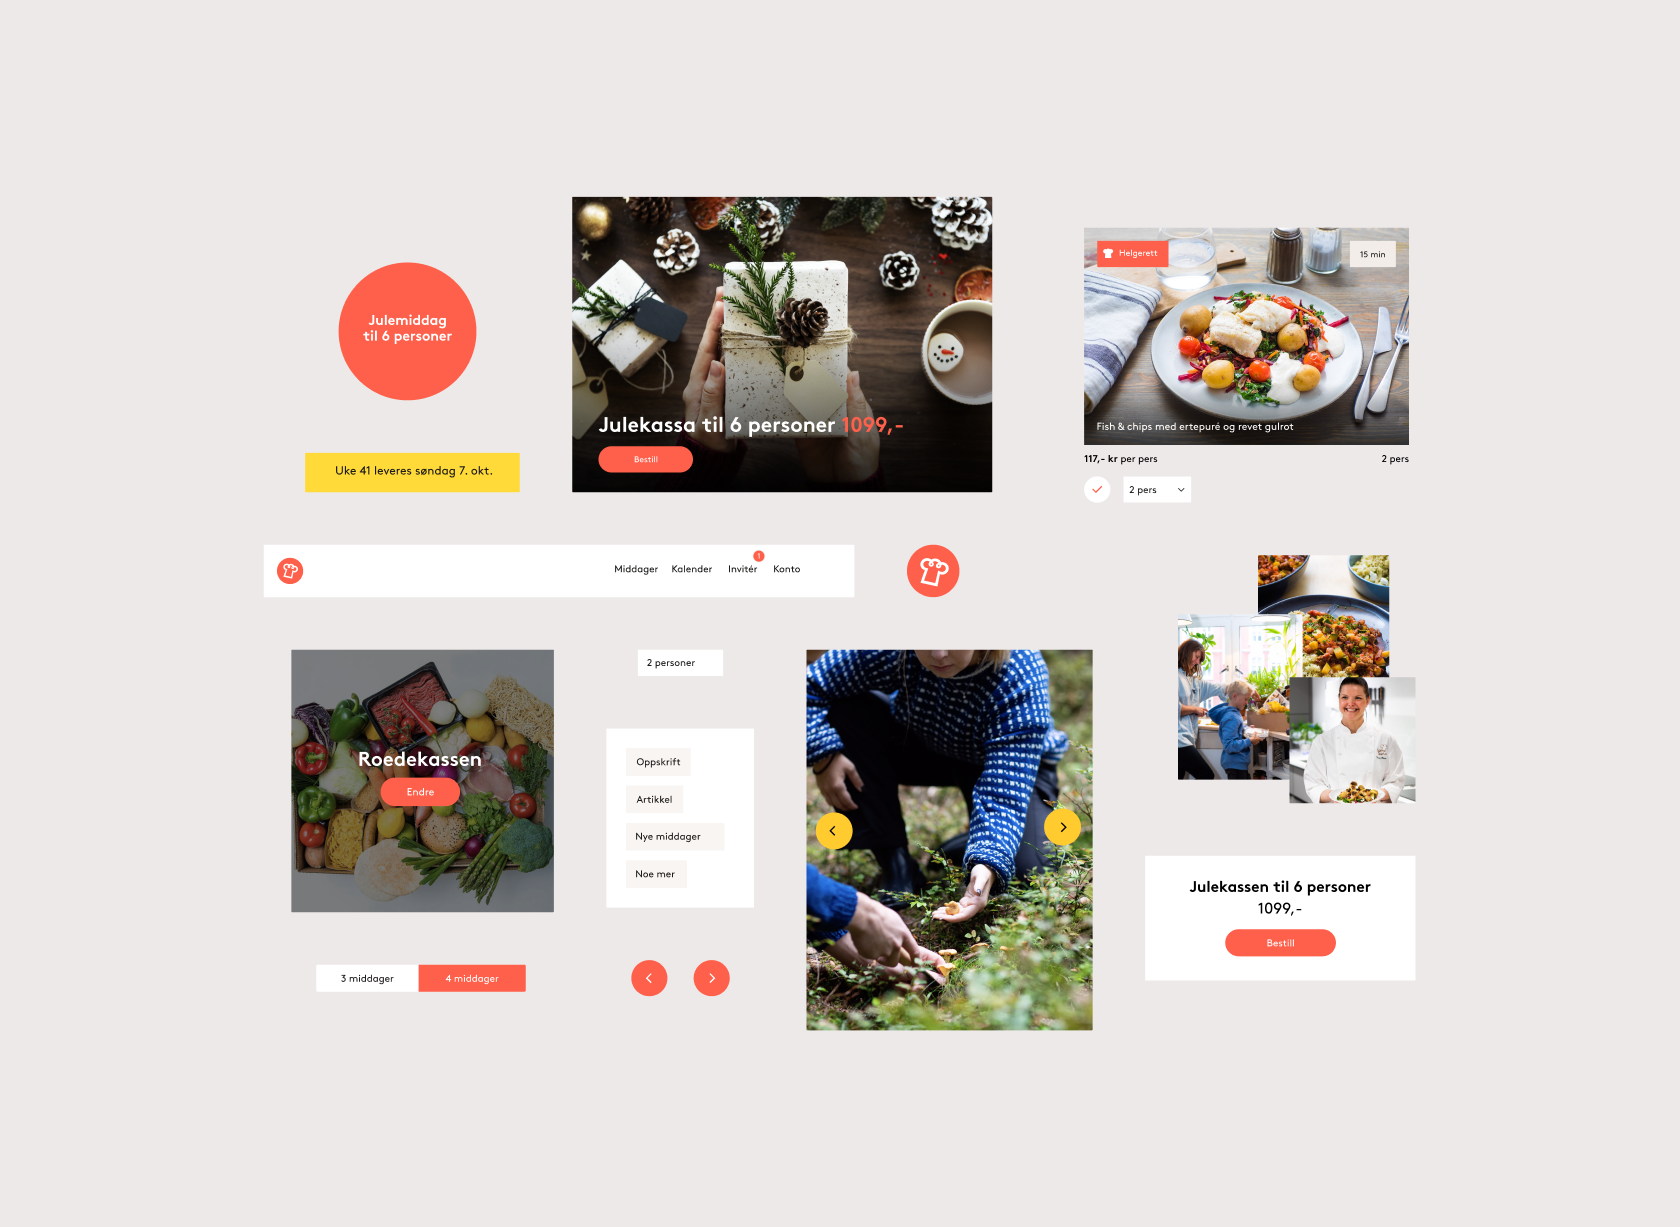 Julemiddag
til 6 personer
Uke 41 leveres søndag 7. okt.
Julekassa til 6 personer 1099,-
Bestill
Helgerett
15 min
Fish & chips med ertepuré og revet gulrot
117,- kr per pers
2 pers
2 pers
Middager
Kalender
Invitér
1
Konto
Roedekassen
Endre
3 middager
4 middager
2 personer
Oppskrift
Artikkel
Nye middager
Noe mer
Julekassen til 6 personer
1099,-
Bestill